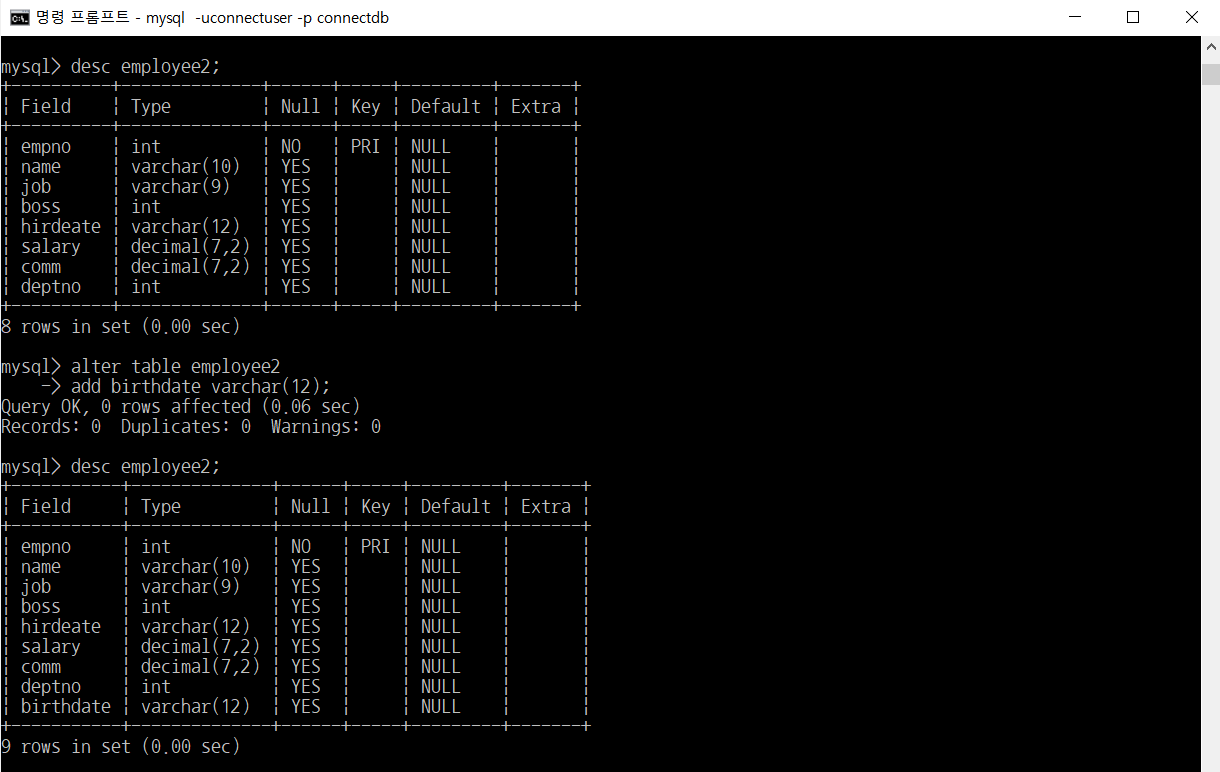 명령 프롬프트 - mysql  -uconnectuser -p connectdb
mysql> desc employee2;
+----------+--------------+------+-----+---------+-------+
| Field    | Type         | Null | Key | Default | Extra |
+----------+--------------+------+-----+---------+-------+
| empno    | int          | NO   | PRI | NULL    |       |
| name     | varchar(10)  | YES  |     | NULL    |       |
| job      | varchar(9)   | YES  |     | NULL    |       |
| boss     | int          | YES  |     | NULL    |       |
| hirdeate | varchar(12)  | YES  |     | NULL    |       |
| salary   | decimal(7,2) | YES  |     | NULL    |       |
| comm     | decimal(7,2) | YES  |     | NULL    |       |
| deptno   | int          | YES  |     | NULL    |       |
+----------+--------------+------+-----+---------+-------+
8 rows in set (0.00 sec)
mysql> alter table employee2
    -> add birthdate varchar(12);
Query OK, 0 rows affected (0.06 sec)
Records: 0  Duplicates: 0  Warnings: 0
mysql> desc employee2;
+-----------+--------------+------+-----+---------+-------+
| Field     | Type         | Null | Key | Default | Extra |
+-----------+--------------+------+-----+---------+-------+
| empno     | int          | NO   | PRI | NULL    |       |
| name      | varchar(10)  | YES  |     | NULL    |       |
| job       | varchar(9)   | YES  |     | NULL    |       |
| boss      | int          | YES  |     | NULL    |       |
| hirdeate  | varchar(12)  | YES  |     | NULL    |       |
| salary    | decimal(7,2) | YES  |     | NULL    |       |
| comm      | decimal(7,2) | YES  |     | NULL    |       |
| deptno    | int          | YES  |     | NULL    |       |
| birthdate | varchar(12)  | YES  |     | NULL    |       |
+-----------+--------------+------+-----+---------+-------+
9 rows in set (0.00 sec)